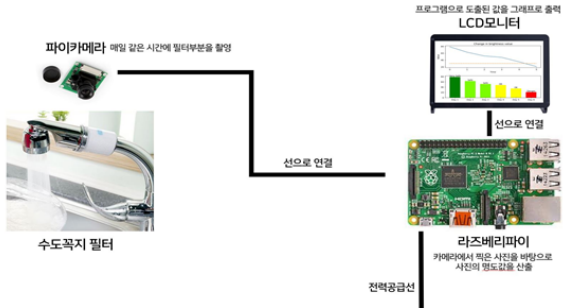 프로그램으로 도출된 값을 그래프로 출력
LCD모니터
파이카메라 매일 같은 시간에 필터부분을 촬영
선으로 연결
선으로 연결
수도꼭지 필터
라즈베리파이
카메라에서 찍은 사진을 바탕으로
사진의 명도값을 산출
전력공급선